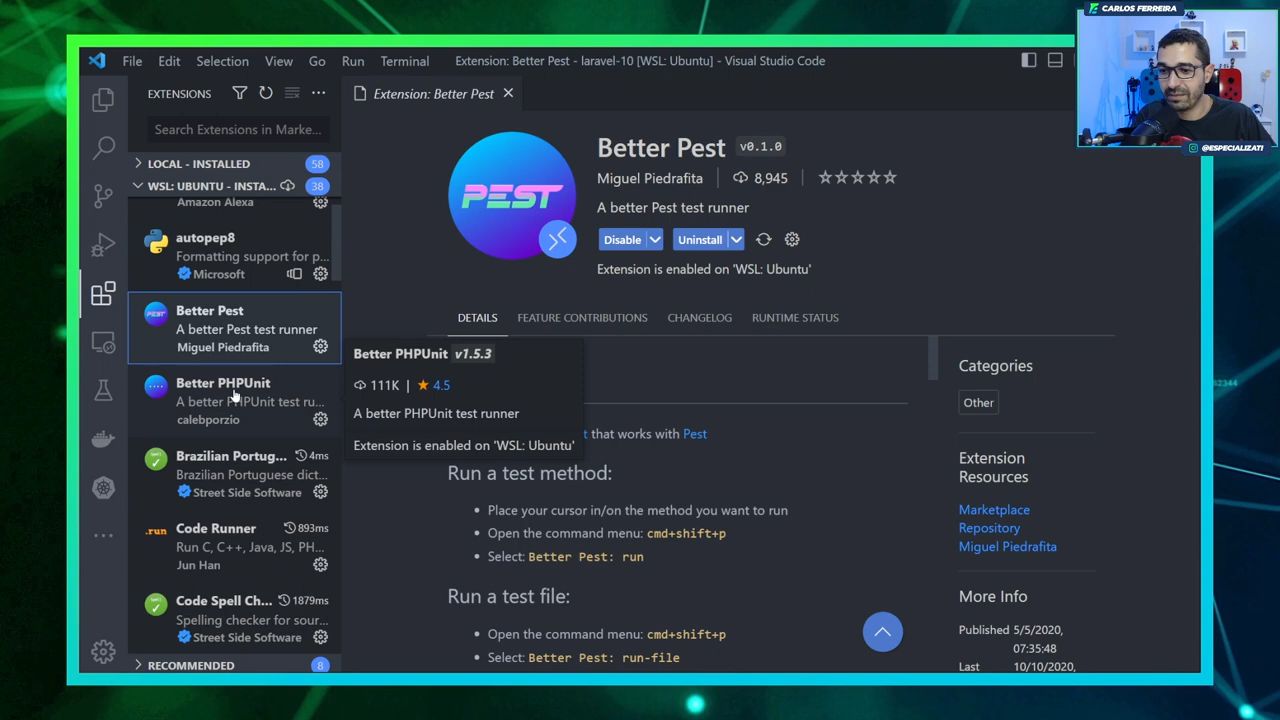 CARLOS FERREIRA
@ESPECIALIZATI
File Edit Selection View Go Run Terminal
Extension: Better Pest - laravel-10 [WSL: Ubuntu] - Visual Studio Code
EXTENSIONS
Extension: Better Pest
Search Extensions in Marke...
LOCAL - INSTALLED 58
WSL: UBUNTU - INSTA... 38
Amazon Alexa
autopep8
Formatting support for p...
Microsoft
PEST
Better Pest
A better Pest test runner
Miguel Piedrafita
Better PHPUnit
A better PHPUnit test ru...
calebporzio
Brazilian Portug... 4ms
Brazilian Portuguese dict...
Street Side Software
.run
Code Runner 893ms
Run C, C++, Java, JS, PH...
Jun Han
Code Spell Ch... 1879ms
Spelling checker for sour...
Street Side Software
RECOMMENDED 8
PEST
Better Pest v0.1.0
Miguel Piedrafita 8,945
A better Pest test runner
Disable Uninstall
Extension is enabled on 'WSL: Ubuntu'
DETAILS FEATURE CONTRIBUTIONS CHANGELOG RUNTIME STATUS
Better PHPUnit v1.5.3
111K | 4.5
A better PHPUnit test runner
Extension is enabled on 'WSL: Ubuntu'
t that works with Pest
Run a test method:
Place your cursor in/on the method you want to run
Open the command menu: cmd+shift+p
Select: Better Pest: run
Run a test file:
Open the command menu: cmd+shift+p
Select: Better Pest: run-file
Categories
Other
Extension
Resources
Marketplace
Repository
Miguel Piedrafita
More Info
Published 5/5/2020,
07:35:48
Last 10/10/2020,